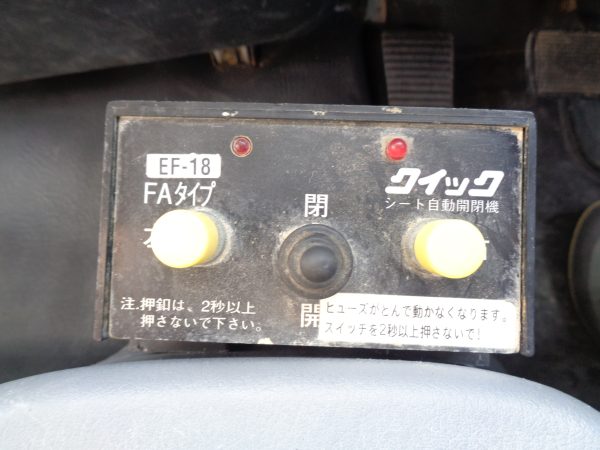 EF-18
FAタイプ
クイック
シート自動開閉機
閉
開
注.押釦は、2秒以上
押さないで下さい。
ヒューズがとんで動かなくなります。
スイッチを2秒以上押さないで!